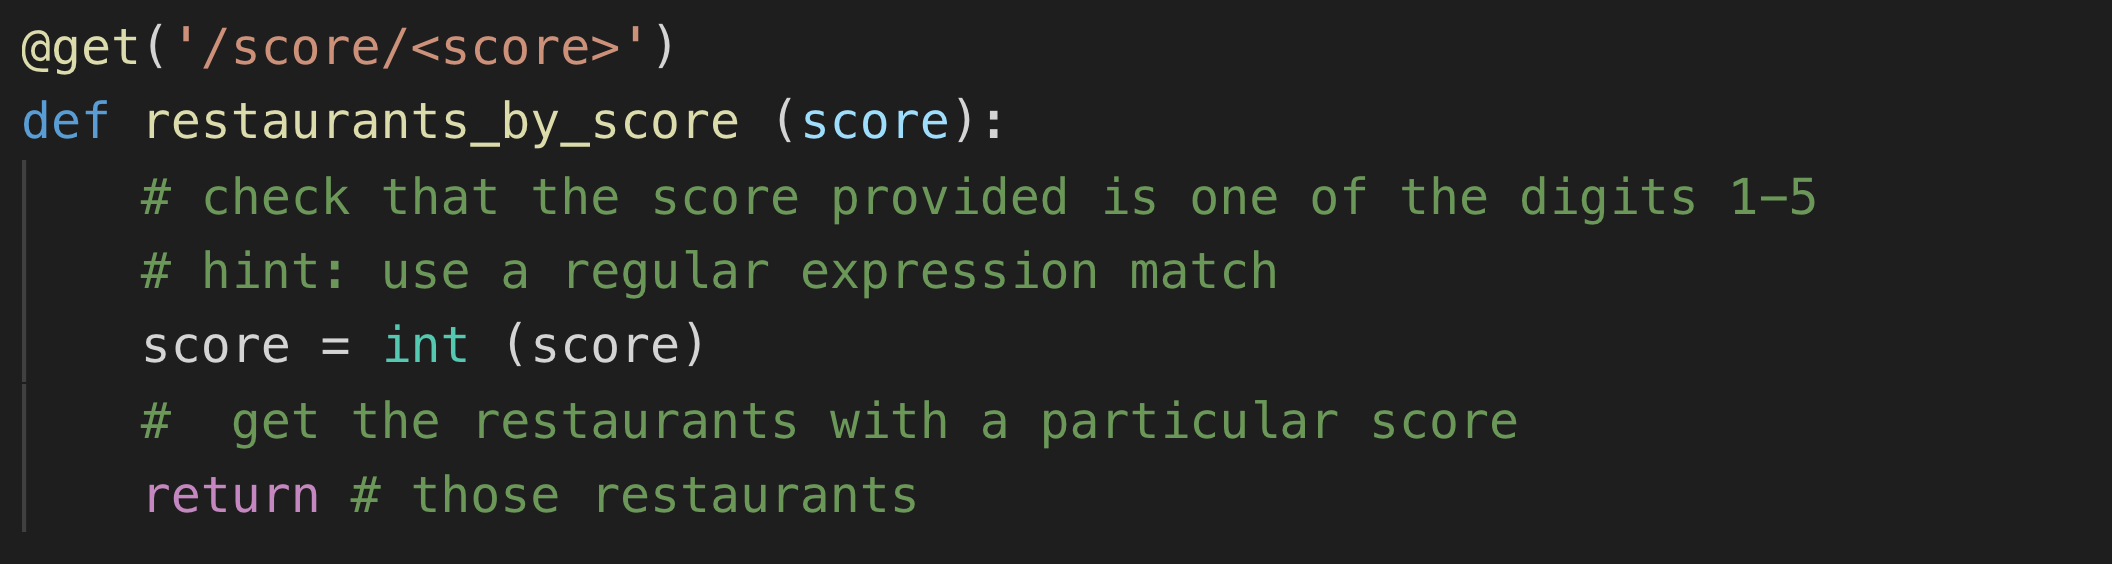 @get('/score/<score>')
def restaurants_by_score (score):
    # check that the score provided is one of the digits 1-5
    # hint: use a regular expression match
    score = int (score)
    #  get the restaurants with a particular score
    return # those restaurants